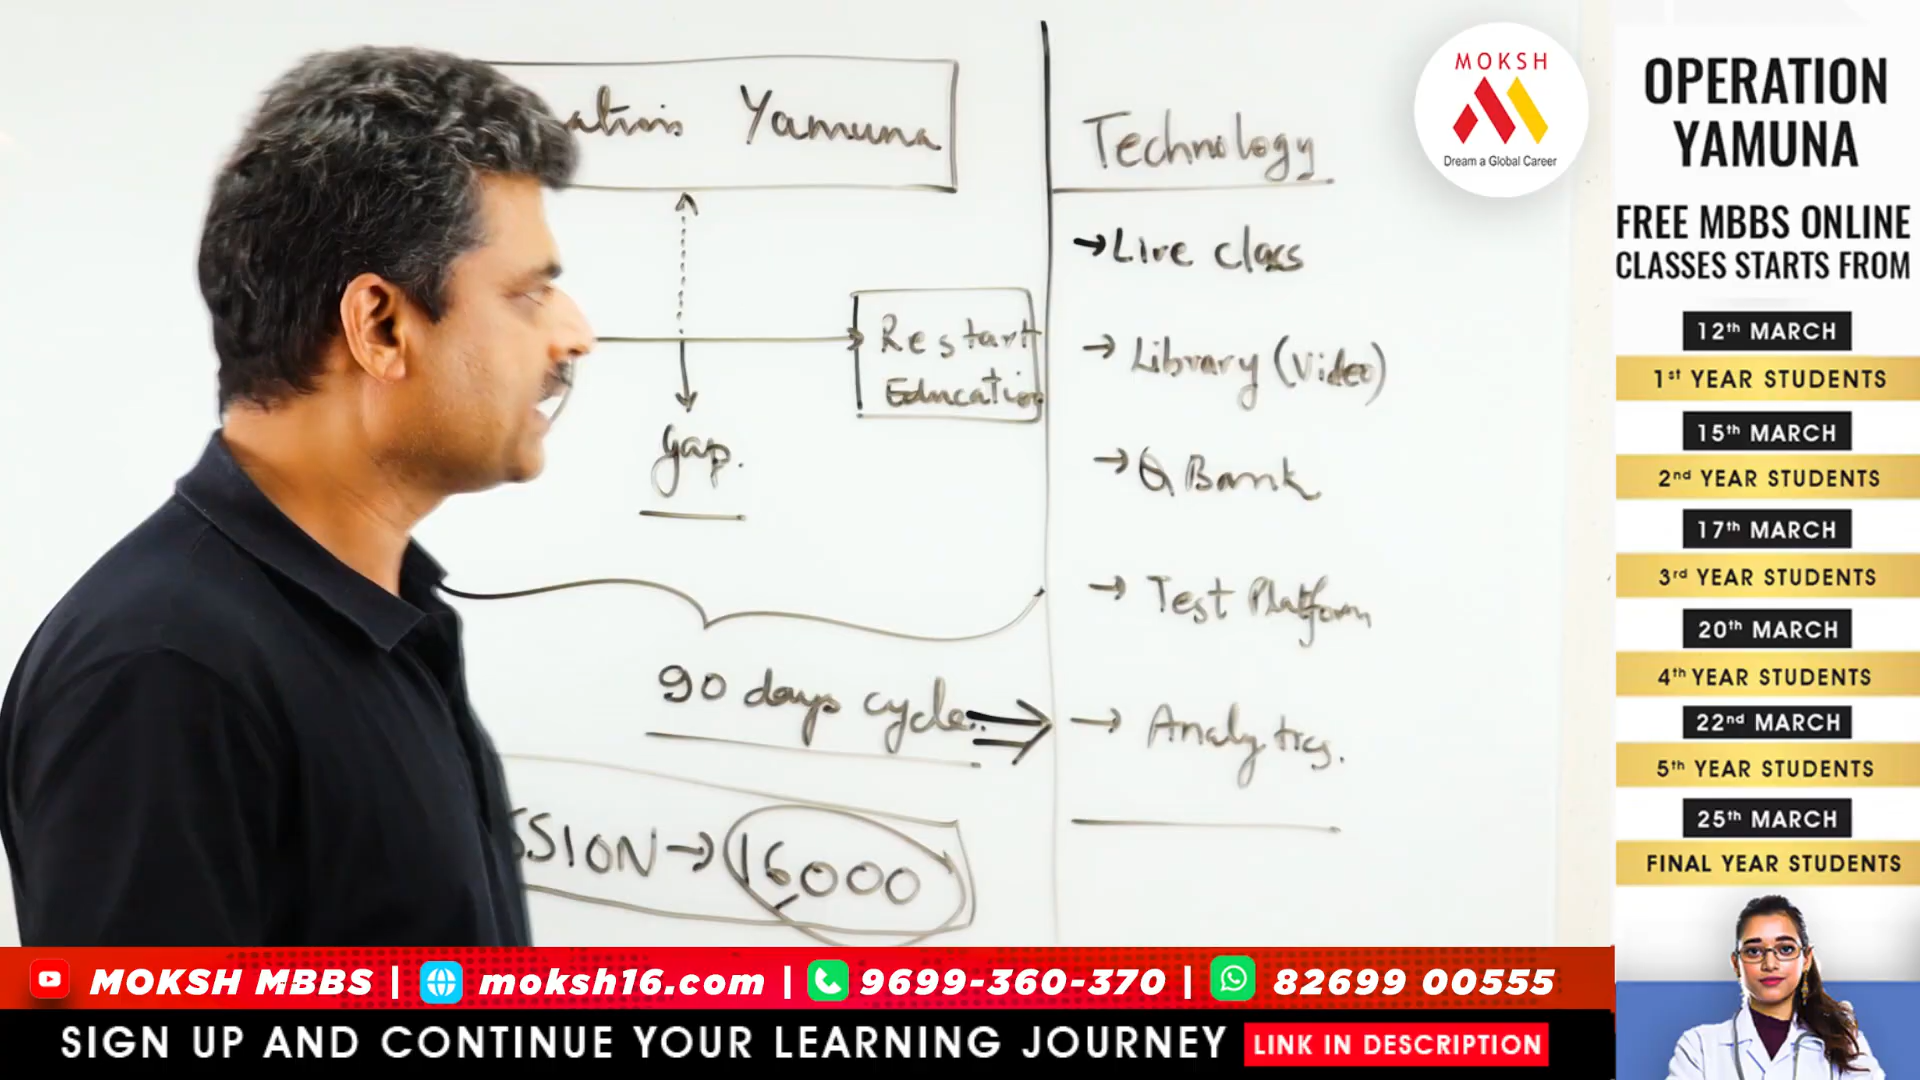 Yamuna
gap.
Restart
Education
90 days cycle.
SSION → 16000
Technology
→ Live class
→ Library (Video)
→ Q Bank
→ Test Platform
→ Analytics.
MOKSH
Dream a Global Career
OPERATION
YAMUNA
FREE MBBS ONLINE
CLASSES STARTS FROM
12th MARCH
1st YEAR STUDENTS
15th MARCH
2nd YEAR STUDENTS
17th MARCH
3rd YEAR STUDENTS
20th MARCH
4th YEAR STUDENTS
22nd MARCH
5th YEAR STUDENTS
25th MARCH
FINAL YEAR STUDENTS
MOKSH MBBS | moksh16.com | 9699-360-370 | 82699 00555
SIGN UP AND CONTINUE YOUR LEARNING JOURNEY LINK IN DESCRIPTION